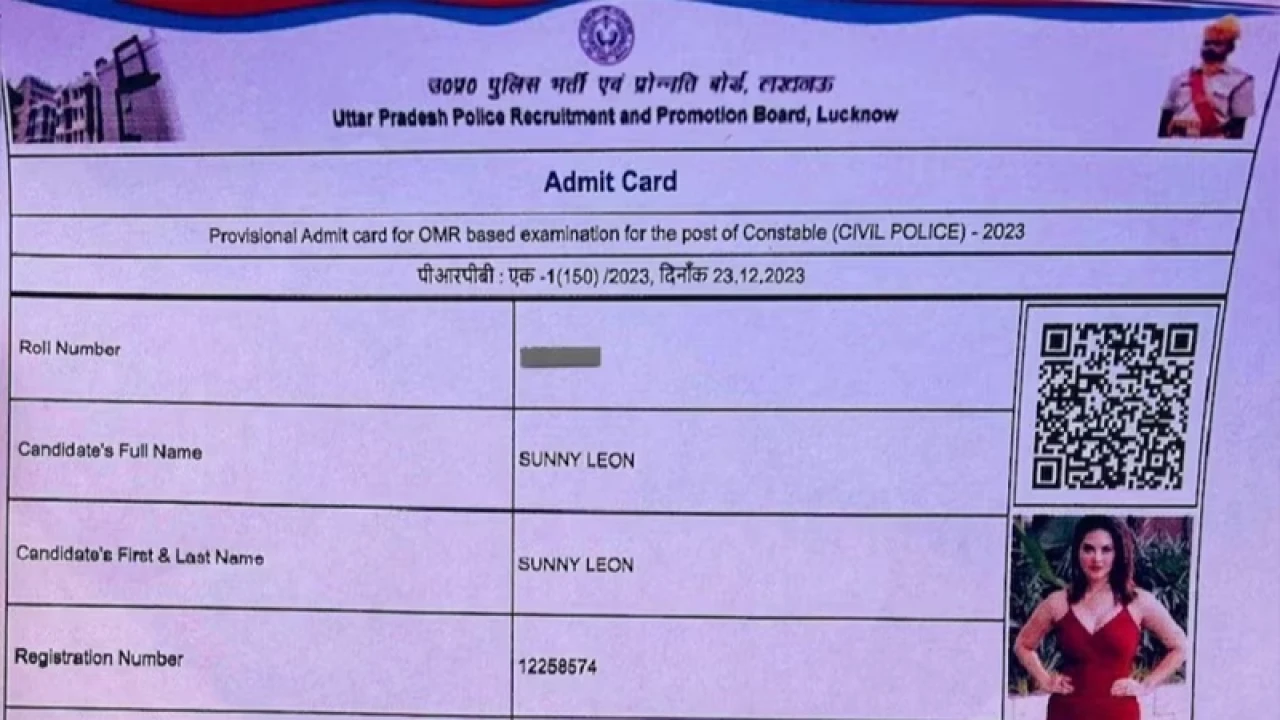 उ०प्र० पुलिस भर्ती एवं प्रोन्नति बोर्ड, लखनऊ
Uttar Pradesh Police Recruitment and Promotion Board, Lucknow
Admit Card
Provisional Admit card for OMR based examination for the post of Constable (CIVIL POLICE) - 2023
पीआरपीबी : एक -1(150) /2023, दिनाँक 23.12.2023
Roll Number
Candidate's Full Name SUNNY LEON
Candidate's First & Last Name SUNNY LEON
Registration Number 12258574